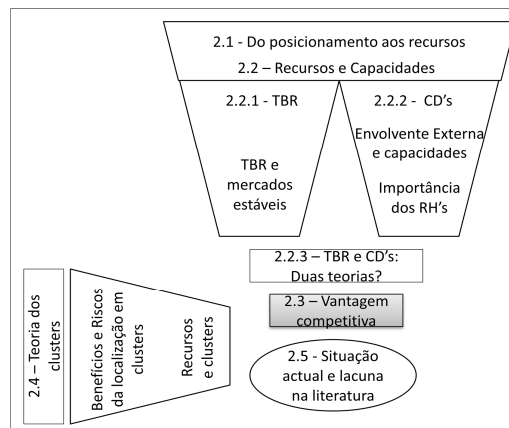 2.1 - Do posicionamento aos recursos
2.2 – Recursos e Capacidades
2.2.1 - TBR
TBR e
mercados
estáveis
2.2.2 - CD’s
Envolvente Externa
e capacidades
Importância
dos RH’s
2.2.3 – TBR e CD’s:
Duas teorias?
2.3 – Vantagem
competitiva
2.4 – Teoria dos
clusters
Benefícios e Riscos
da localização em
clusters
Recursos
e clusters
2.5 - Situação
actual e lacuna
na literatura